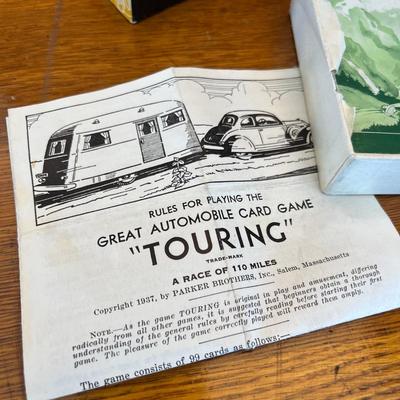 RULES FOR PLAYING THE
GREAT AUTOMOBILE CARD GAME
"TOURING"
TRADE-MARK
A RACE OF 110 MILES
Copyright 1937, by PARKER BROTHERS, Inc., Salem, Massachusetts
NOTE.—As the game TOURING is original in play and amusement, differing
radically from all other games, it is suggested that beginners obtain a thorough
understanding of the general rules by carefully reading before starting their first
game. The pleasure of the game correctly played will reward them amply.
The game consists of 99 cards as follows:—